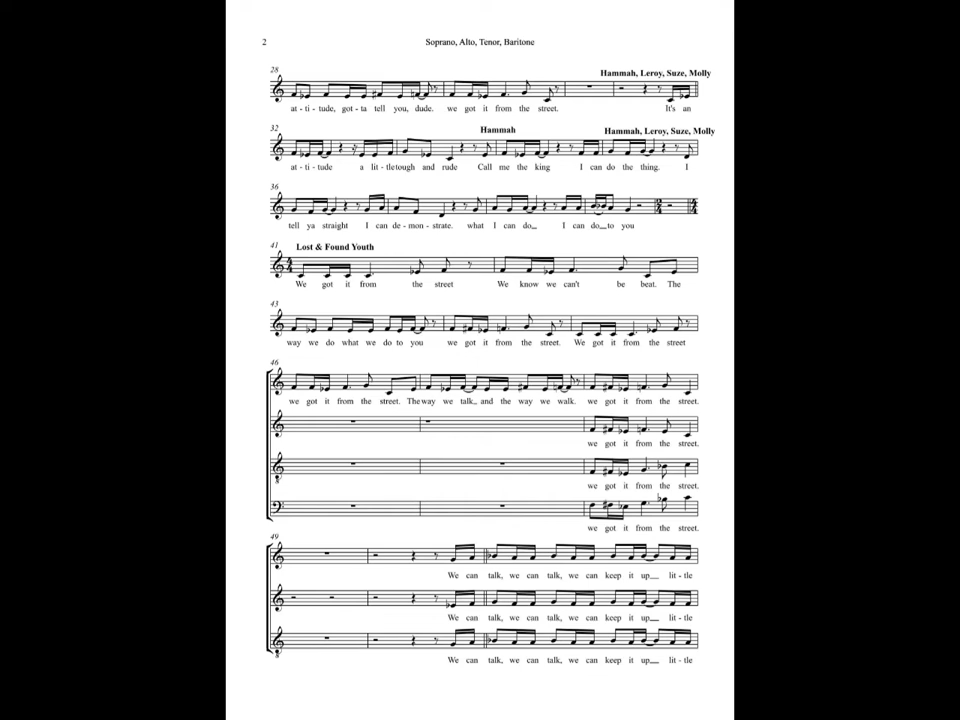 2
Soprano, Alto, Tenor, Baritone
28
Hammah, Leroy, Suze, Molly
at - ti - tude, got - ta tell you, dude. we got it from the street. It's an
32
Hammah
Hammah, Leroy, Suze, Molly
at - ti - tude a lit - tle tough and rude Call me the king I can do the thing. I
36
tell ya straight I can de - mon - strate. what I can do__ I can do__ to you
41
Lost & Found Youth
We got it from the street We know we can't be beat. The
43
way we do what we do to you we got it from the street. We got it from the street
46
we got it from the street. The way we talk__ and the way we walk. we got it from the street.
we got it from the street.
we got it from the street.
we got it from the street.
49
We can talk, we can talk, we can keep it up__ lit - tle
We can talk, we can talk, we can keep it up__ lit - tle
We can talk, we can talk, we can keep it up__ lit - tle